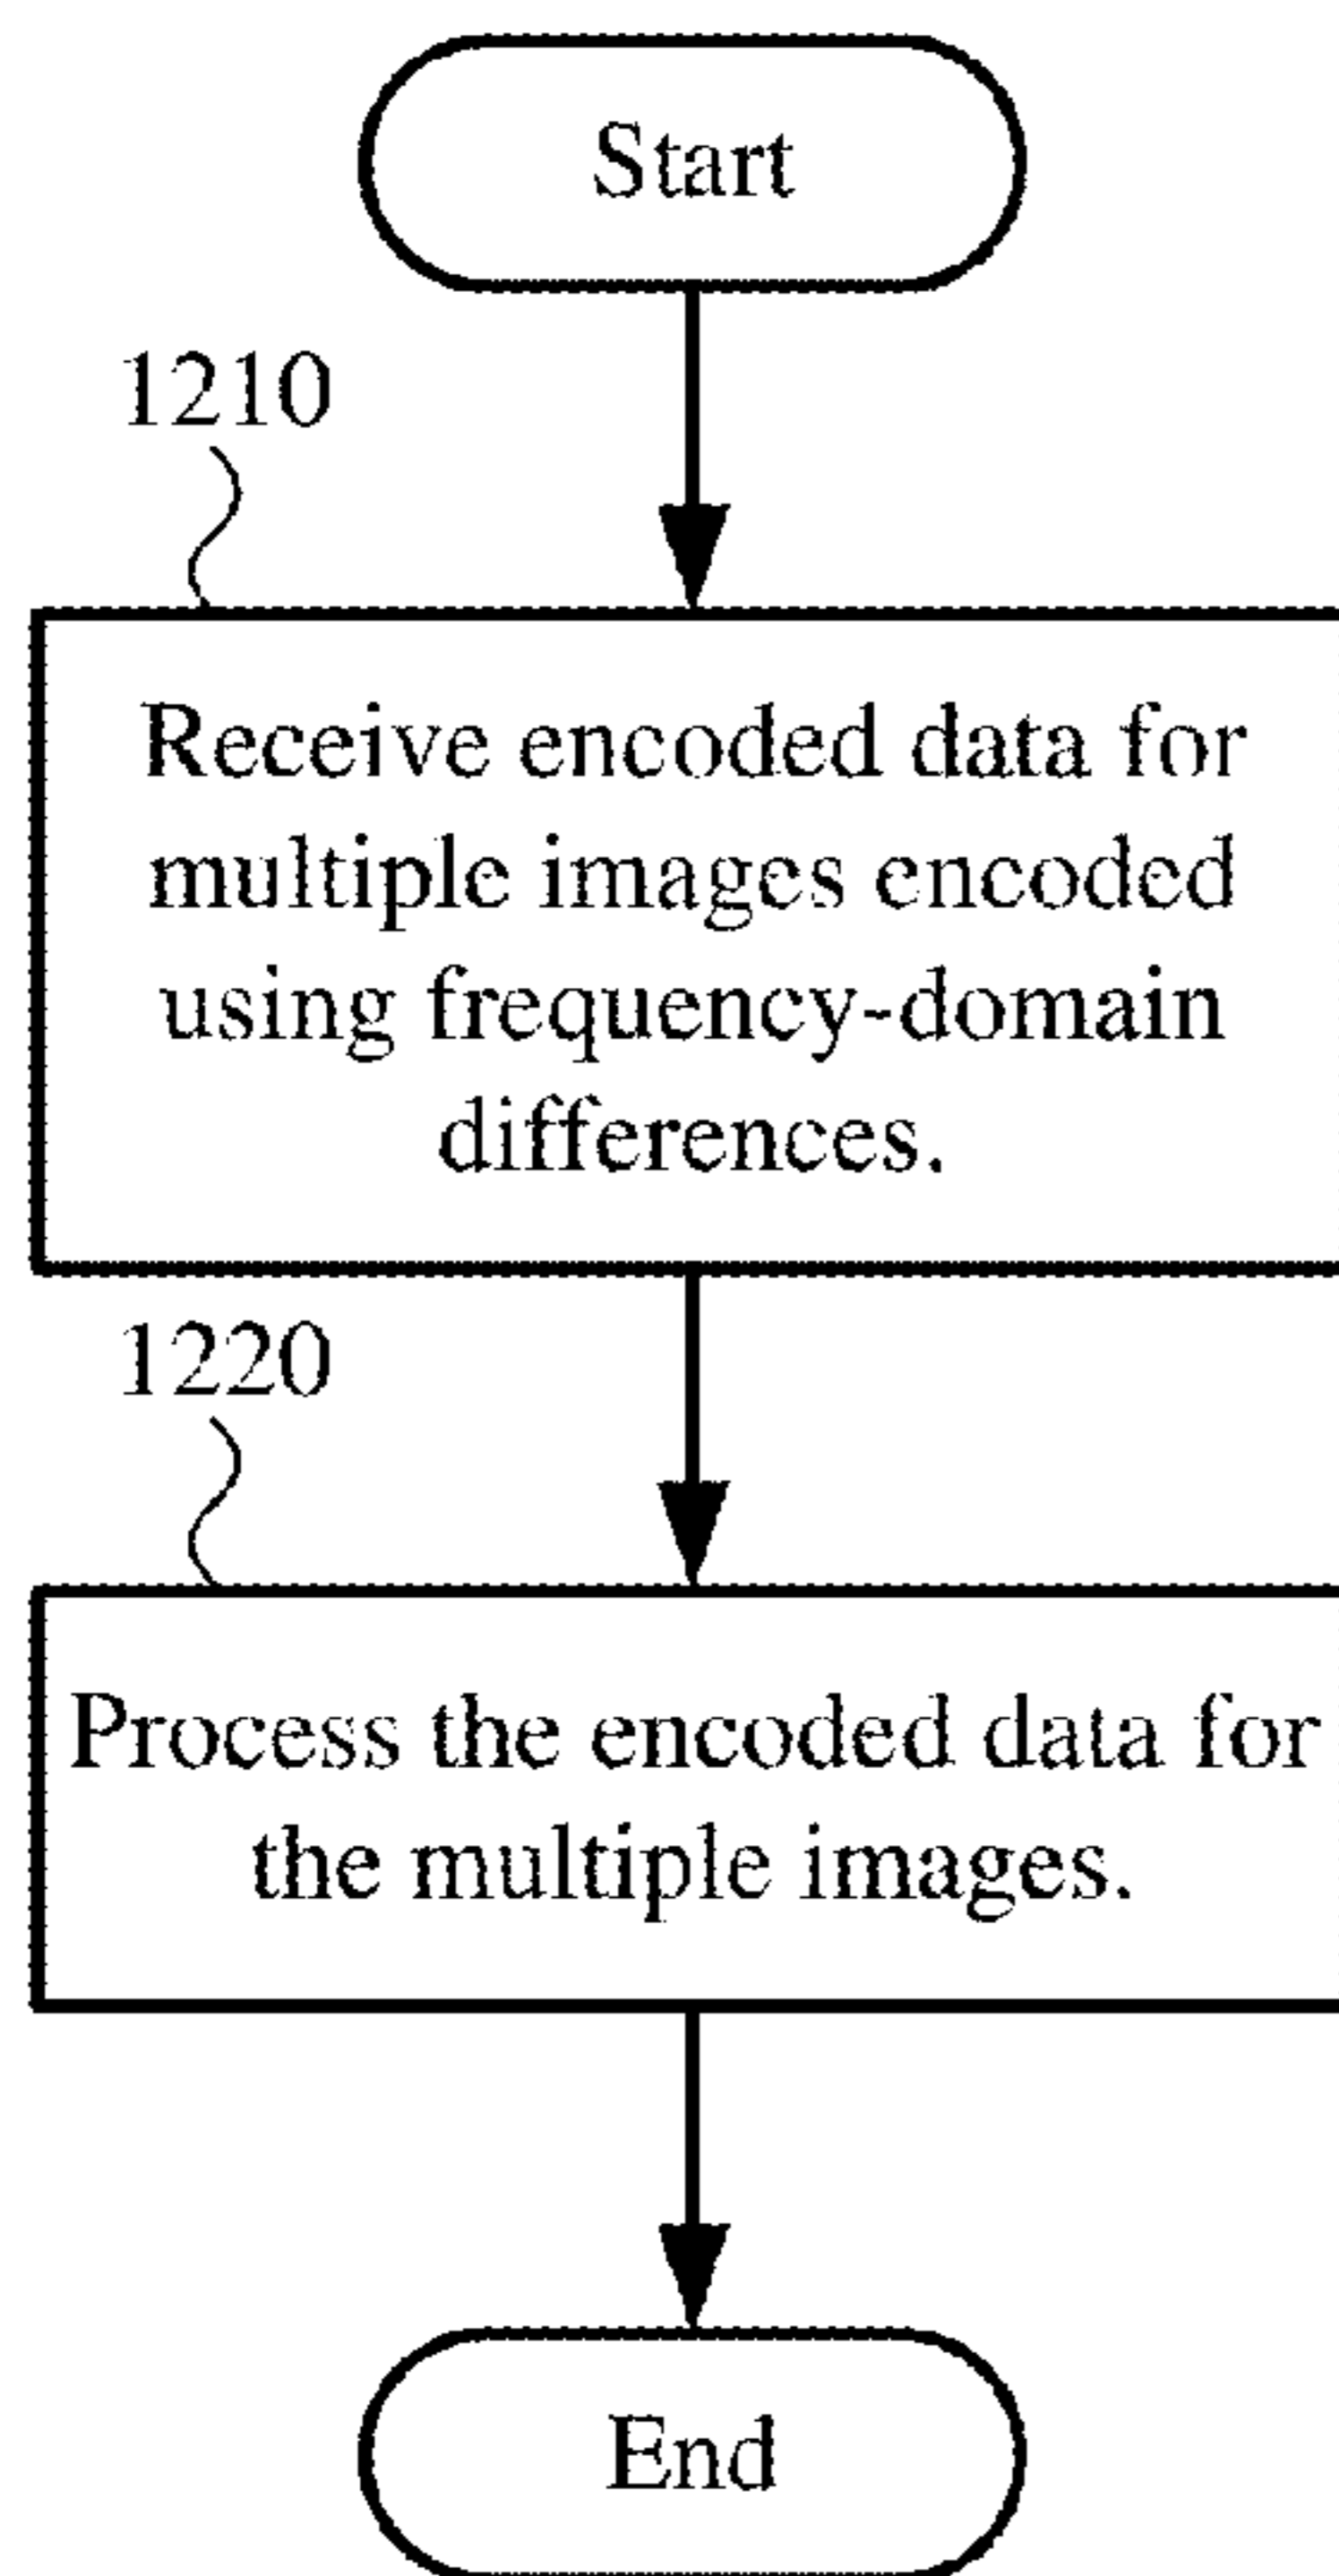 Start
1210
Receive encoded data for
multiple images encoded
using frequency-domain
differences.
1220
Process the encoded data for
the multiple images.
End